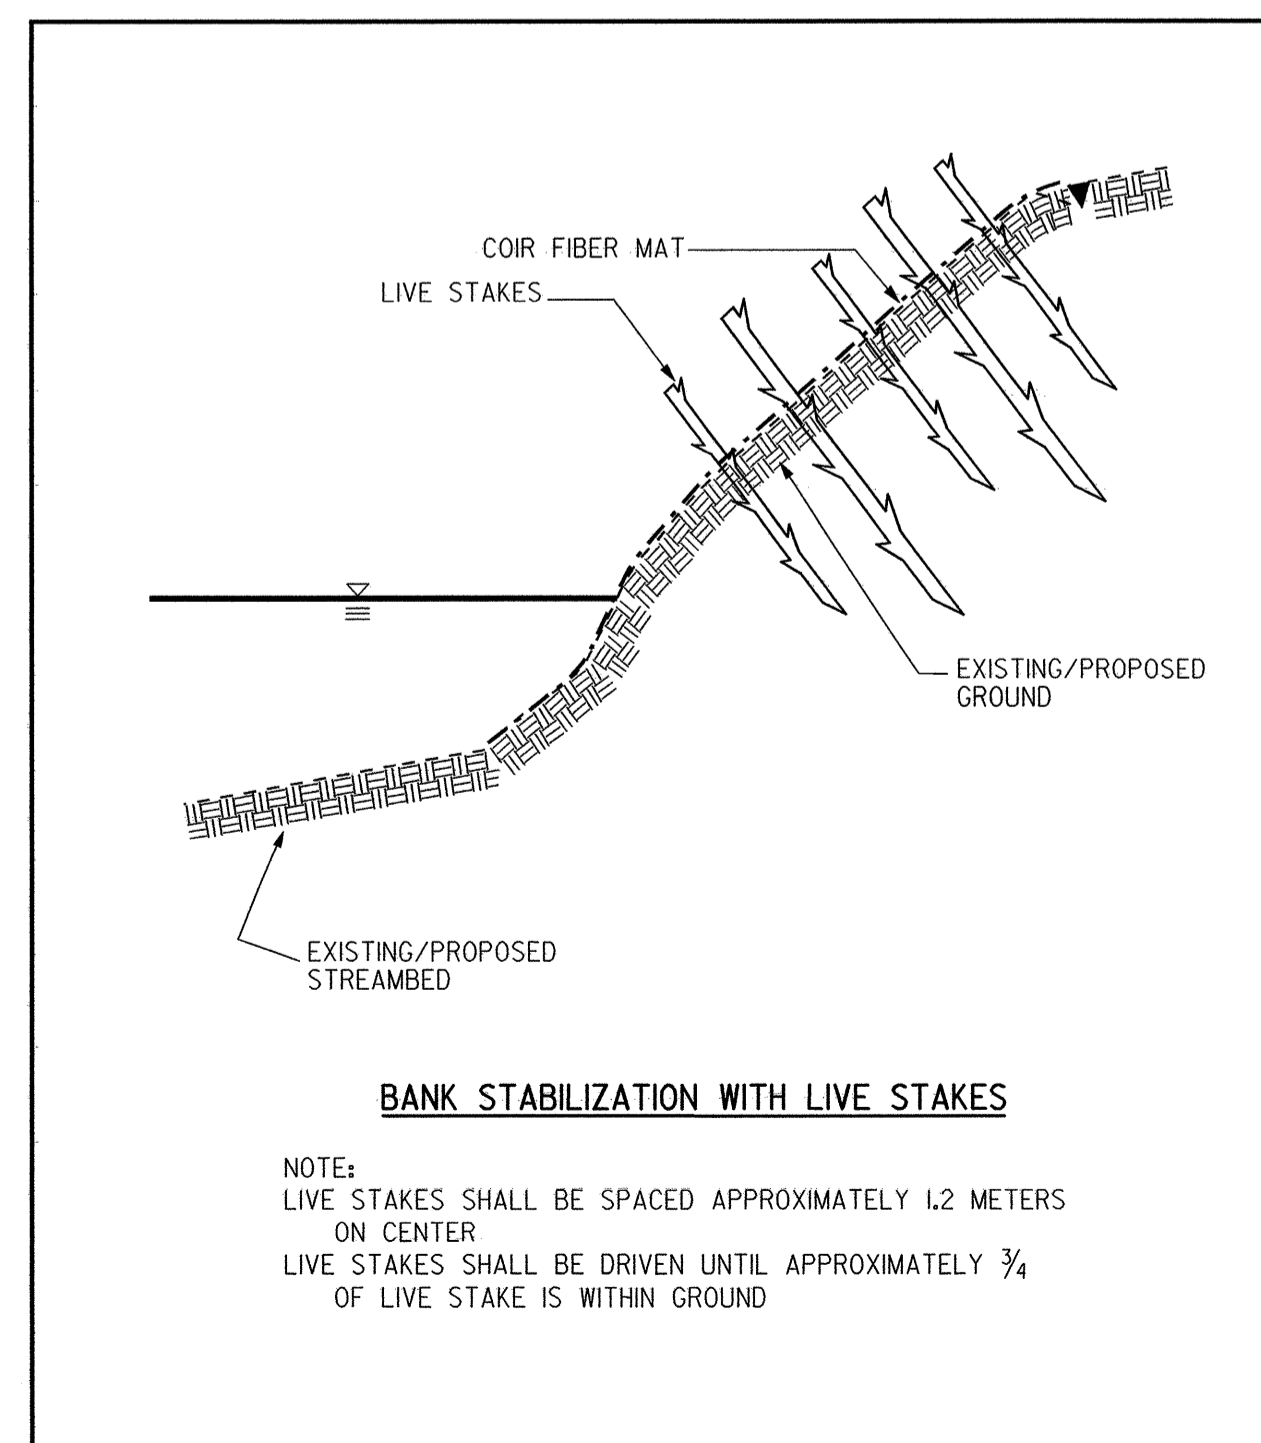 COIR FIBER MAT
LIVE STAKES
EXISTING/PROPOSED
GROUND
EXISTING/PROPOSED
STREAMBED
BANK STABILIZATION WITH LIVE STAKES
NOTE:
LIVE STAKES SHALL BE SPACED APPROXIMATELY 1.2 METERS
ON CENTER
LIVE STAKES SHALL BE DRIVEN UNTIL APPROXIMATELY 3/4
OF LIVE STAKE IS WITHIN GROUND